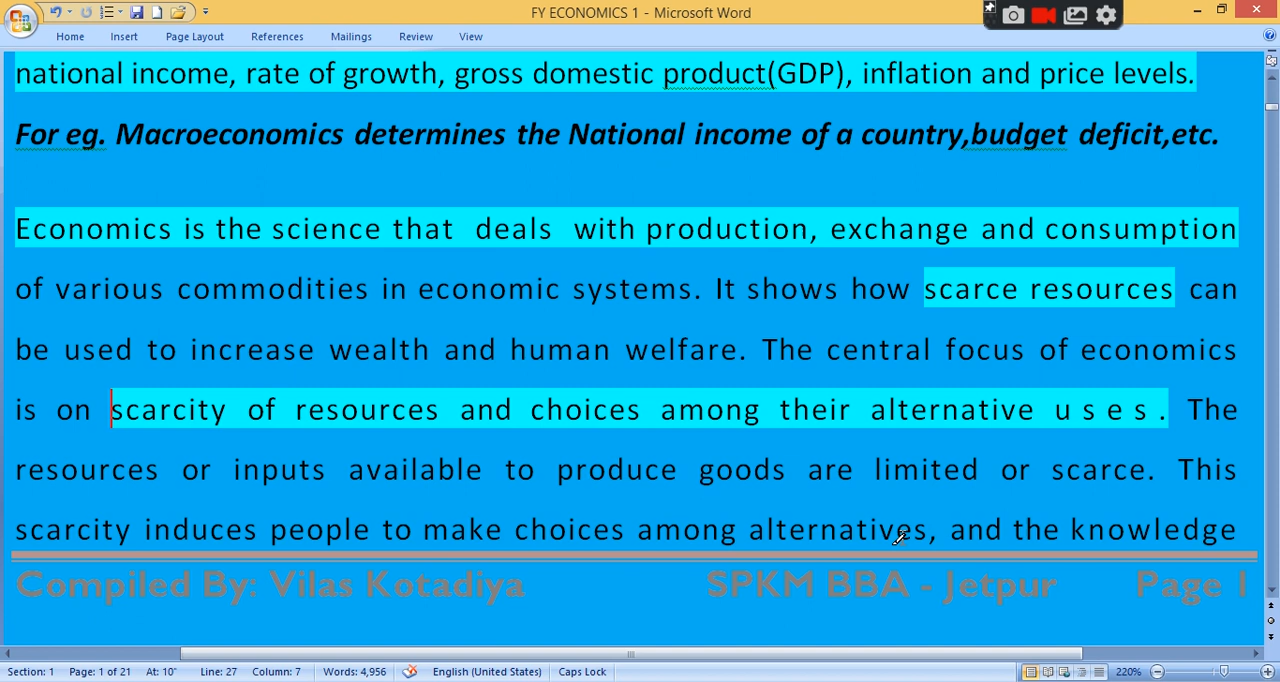 FY ECONOMICS 1 - Microsoft Word
Home Insert Page Layout References Mailings Review View
national income, rate of growth, gross domestic product(GDP), inflation and price levels.
For eg. Macroeconomics determines the National income of a country,budget deficit,etc.
Economics is the science that deals with production, exchange and consumption
of various commodities in economic systems. It shows how scarce resources can
be used to increase wealth and human welfare. The central focus of economics
is on scarcity of resources and choices among their alternative uses. The
resources or inputs available to produce goods are limited or scarce. This
scarcity induces people to make choices among alternatives, and the knowledge
Compiled By: Vilas Kotadiya SPKM BBA - Jetpur Page 1
Section: 1 Page: 1 of 21 At: 10" Line: 27 Column: 7 Words: 4,956 English (United States) Caps Lock 220%